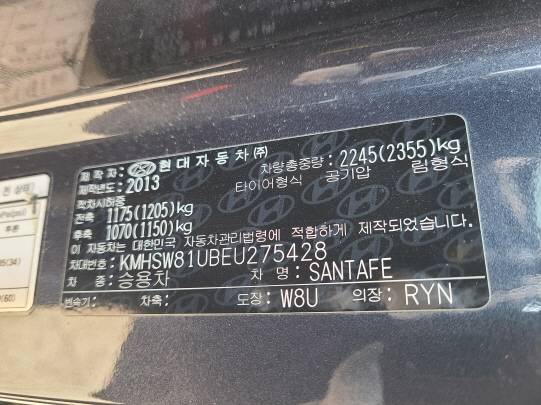 제 작 자: 현대자동차㈜ 차량총중량: 2245(2355)kg
제작년도: 2013 타이어형식 공기압 림형식
적차시하중
전축 1175(1205)kg
후축 1070(1150)kg
이 자동차는 대한민국 자동차관리법령에 적합하게 제작되었습니다.
차대번호: KMHSW81UBEU275428
차 종: 승용차 차 명: SANTAFE
변속기: 차축: 도장: W8U 의장: RYN